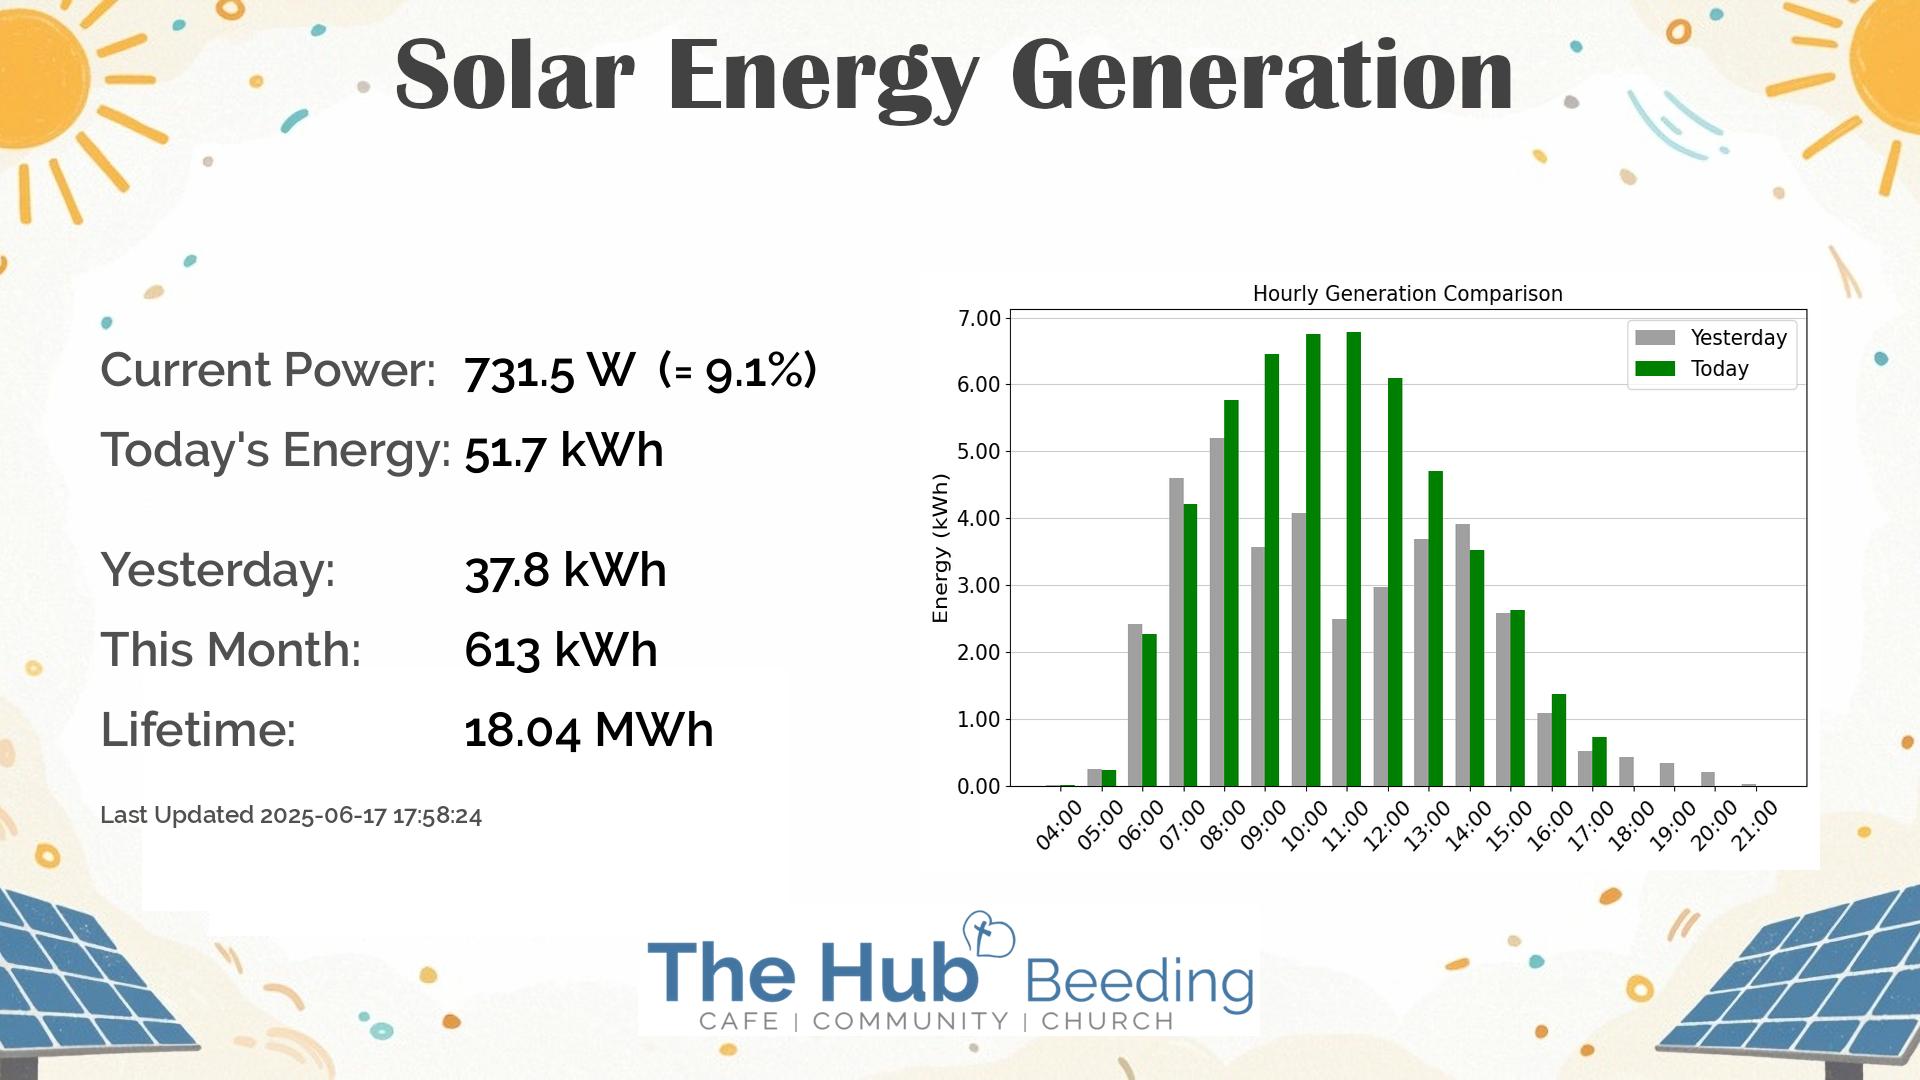 Solar Energy Generation
Current Power: 731.5 W (= 9.1%)
Today's Energy: 51.7 kWh
Yesterday: 37.8 kWh
This Month: 613 kWh
Lifetime: 18.04 MWh
Last Updated 2025-06-17 17:58:24
Hourly Generation Comparison
Yesterday
Today
Energy (kWh)
7.00
6.00
5.00
4.00
3.00
2.00
1.00
0.00
04:00 05:00 06:00 07:00 08:00 09:00 10:00 11:00 12:00 13:00 14:00 15:00 16:00 17:00 18:00 19:00 20:00 21:00
The Hub Beeding
CAFE | COMMUNITY | CHURCH